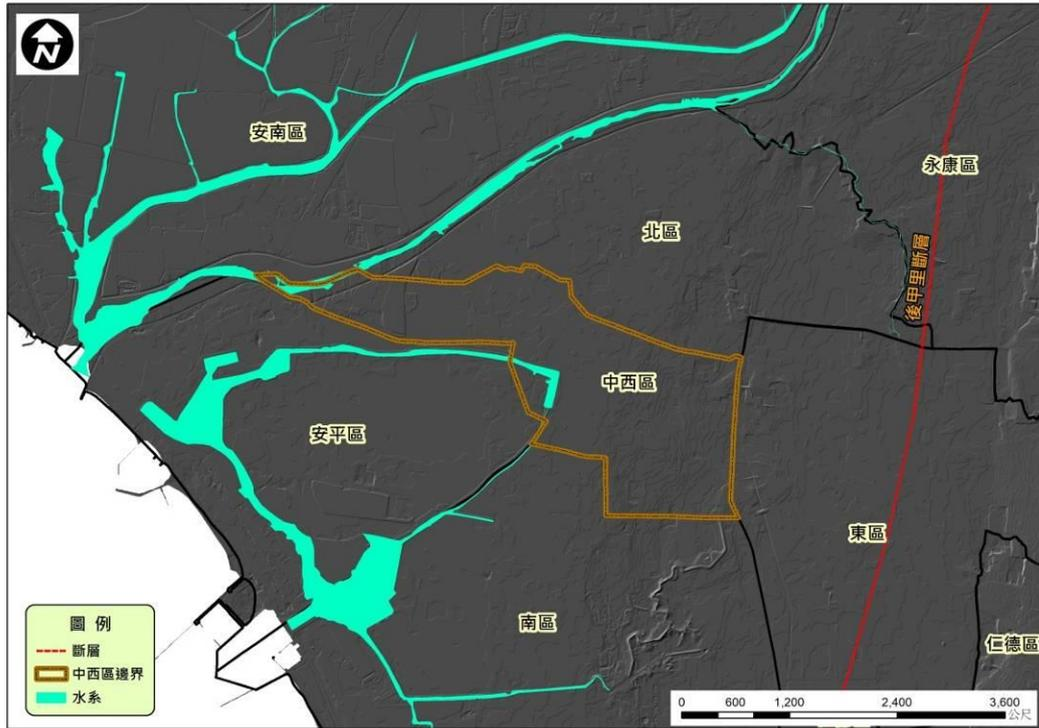 N
安南區
永康區
北區
後甲里斷層
中西區
安平區
東區
南區
仁德區
圖 例
斷層
中西區邊界
水系
0 600 1,200 2,400 3,600
公尺